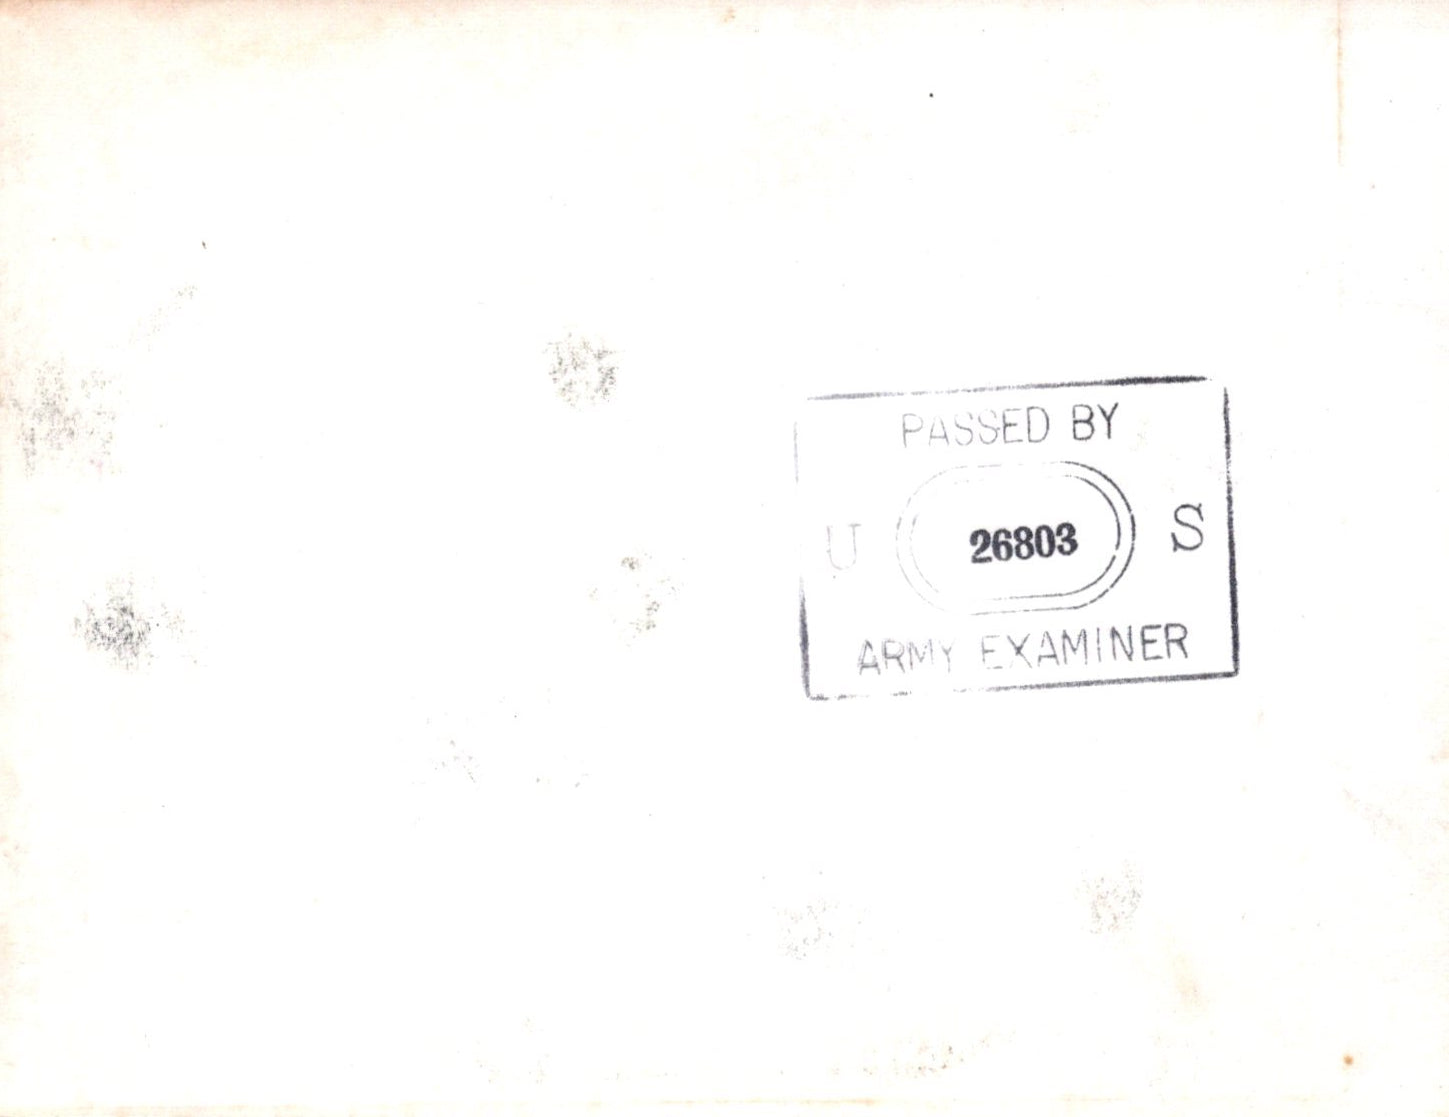 PASSED BY
U 26803 S
ARMY EXAMINER